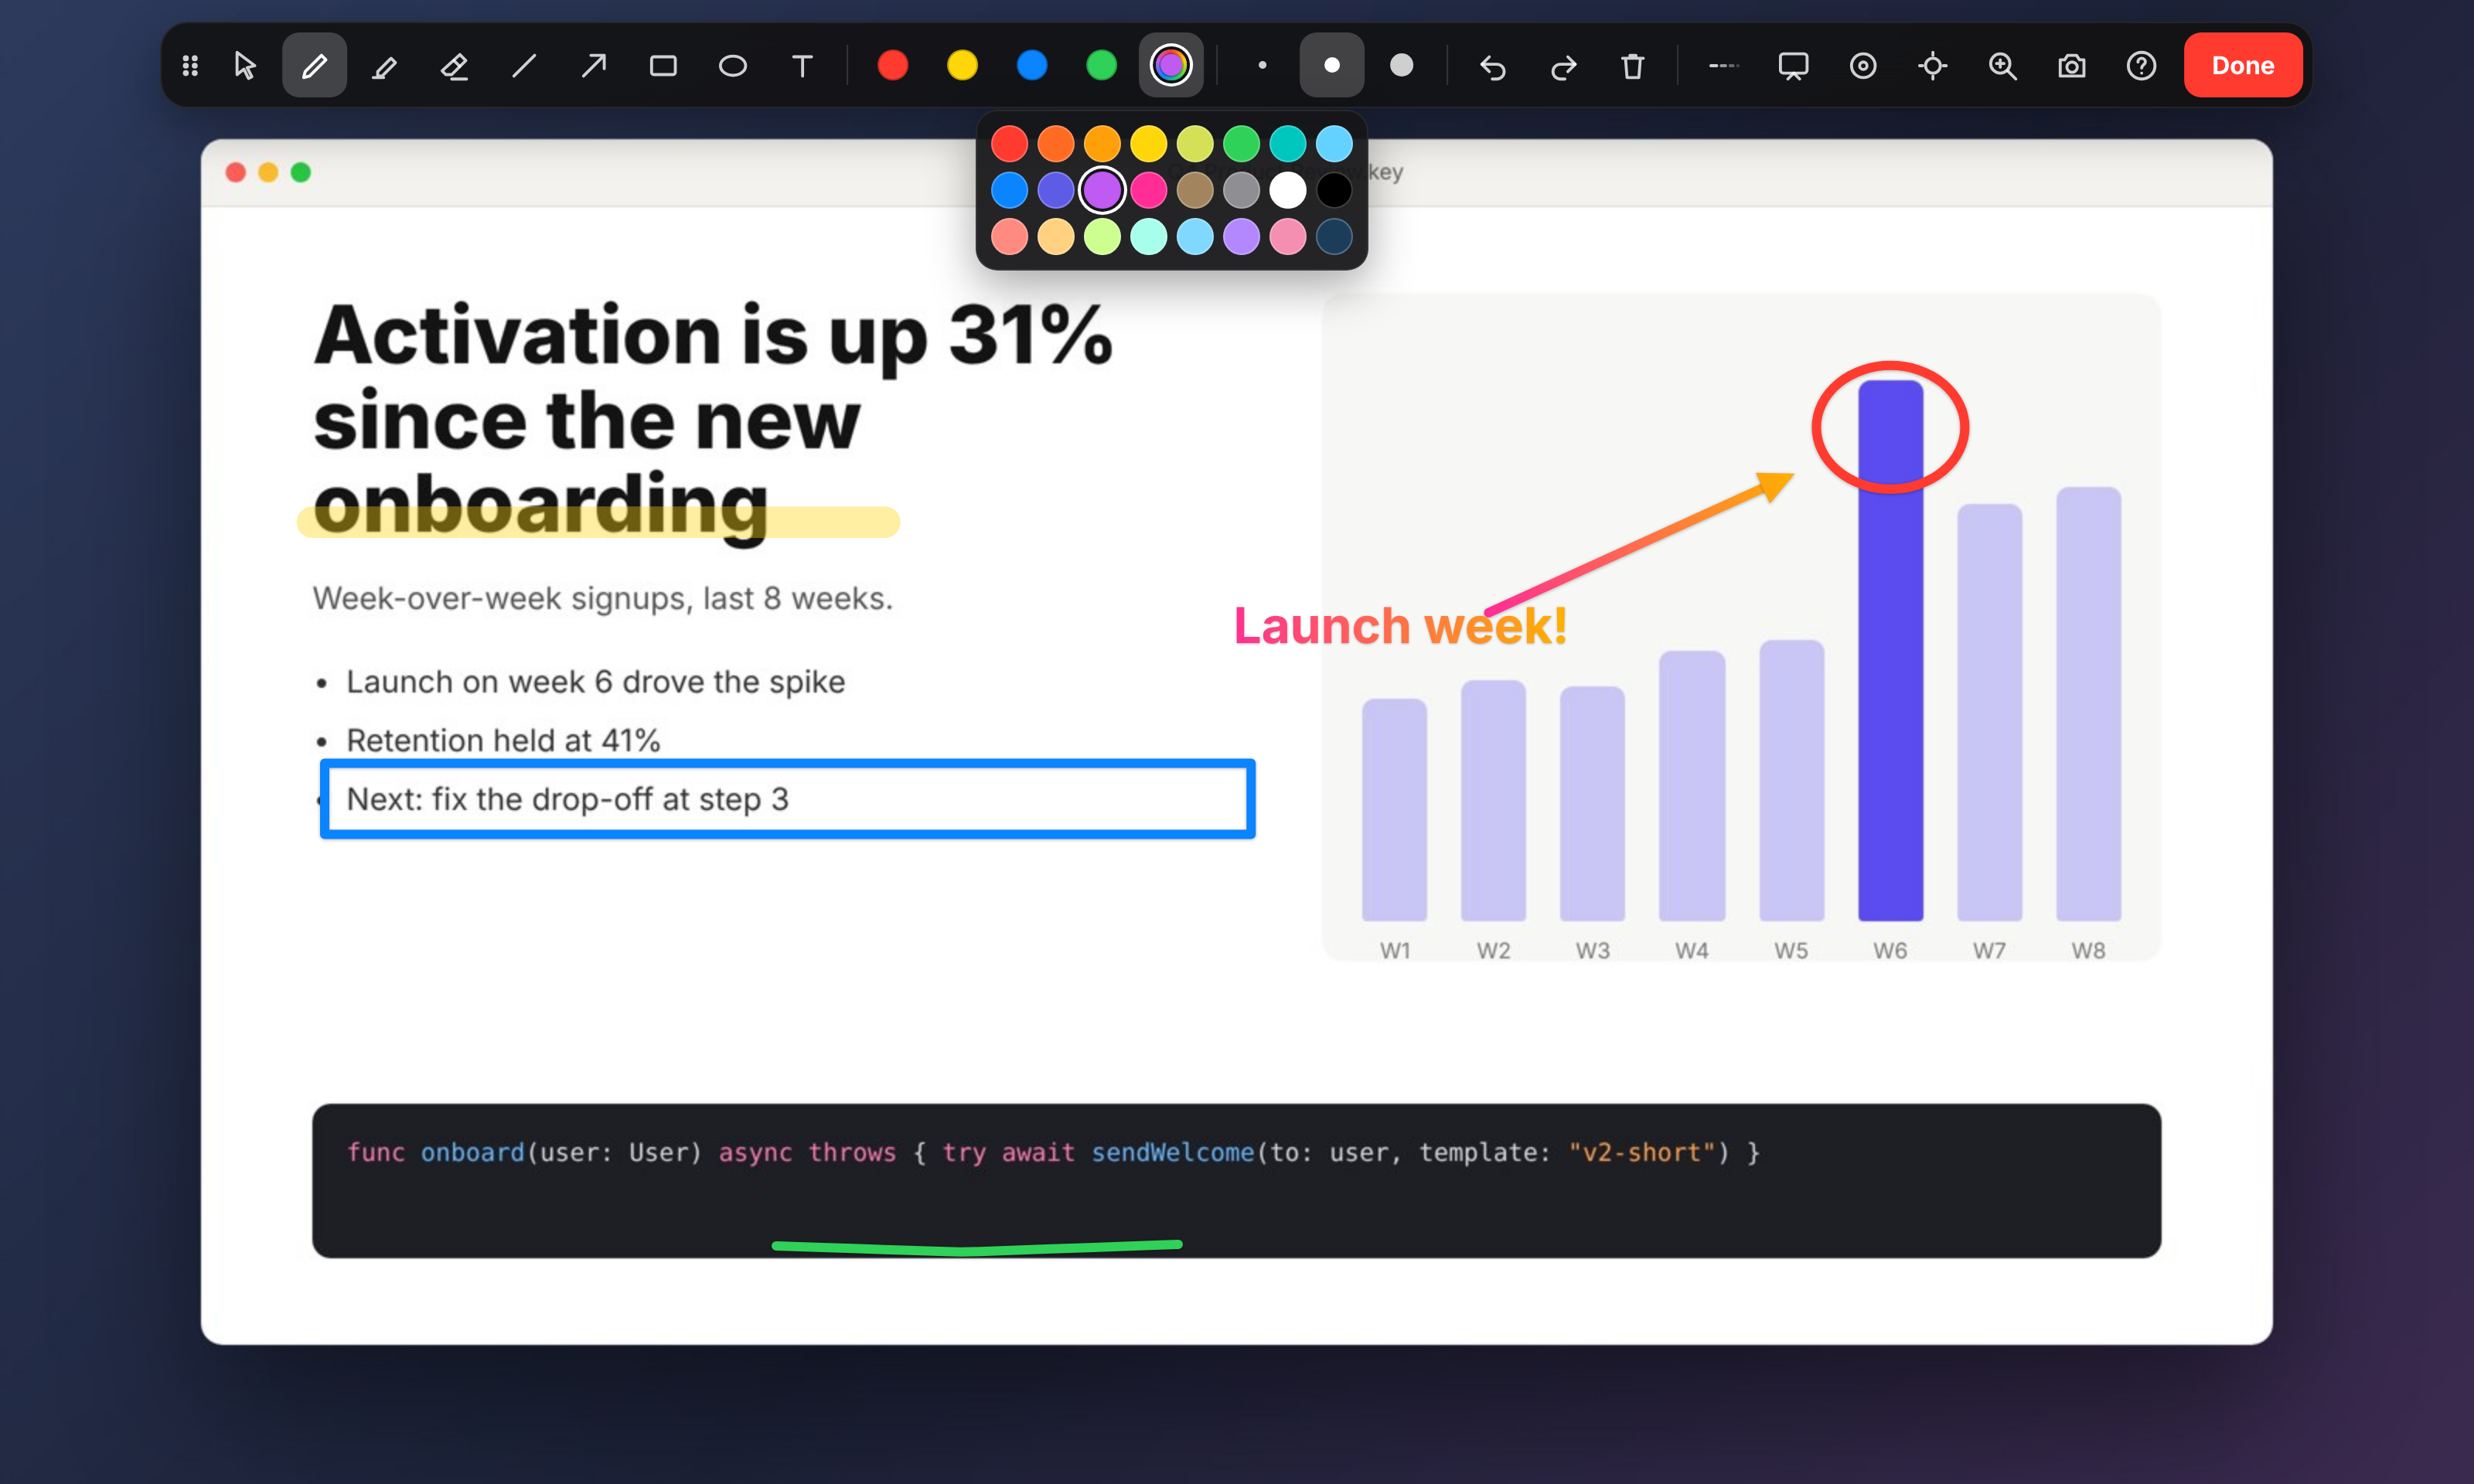 T
Done
key
Activation is up 31%
since the new
onboarding
Week-over-week signups, last 8 weeks.
• Launch on week 6 drove the spike
• Retention held at 41%
• Next: fix the drop-off at step 3
Launch week!
W1 W2 W3 W4 W5 W6 W7 W8
func onboard(user: User) async throws { try await sendWelcome(to: user, template: "v2-short") }